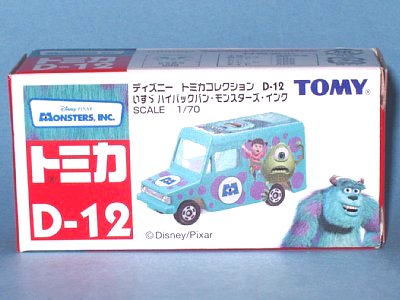 ディズニー トミカコレクション D-12
いすゞ ハイパックバン・モンスターズ・インク
SCALE 1/70
TOMY
Disney PIXAR
MONSTERS, INC.
トミカ
D-12
©Disney/Pixar